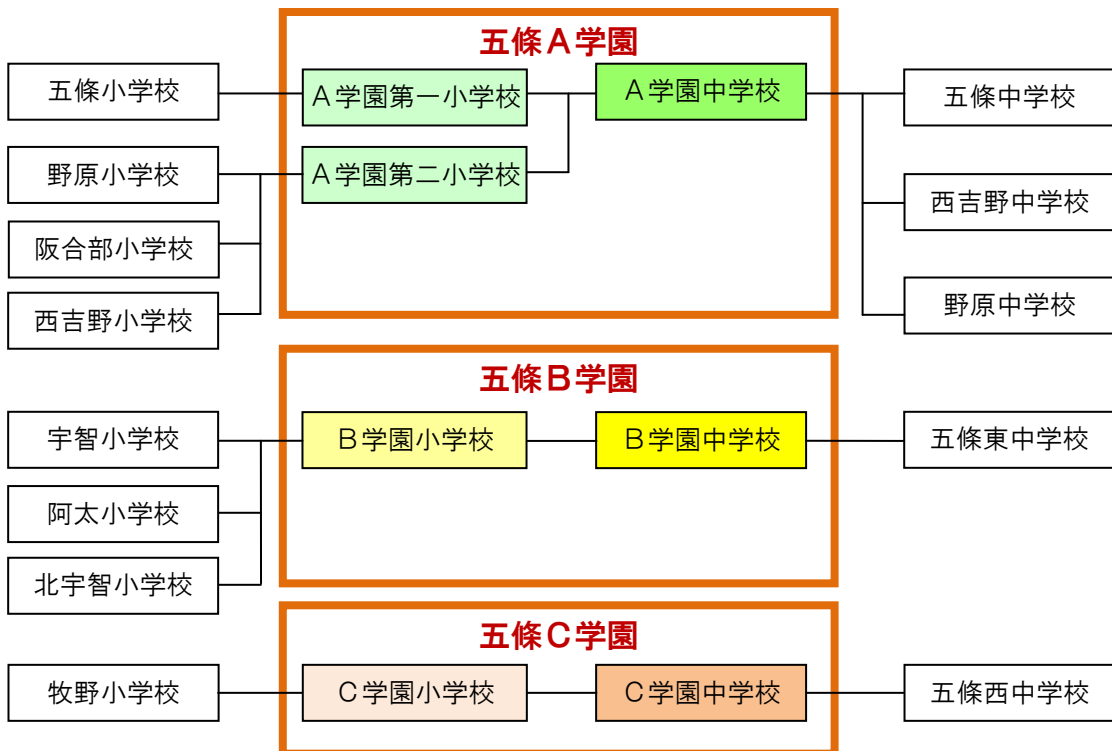 五條A学園
五條小学校
A学園第一小学校
A学園中学校
五條中学校
野原小学校
A学園第二小学校
西吉野中学校
阪合部小学校
西吉野小学校
野原中学校
五條B学園
宇智小学校
B学園小学校
B学園中学校
五條東中学校
阿太小学校
北宇智小学校
五條C学園
牧野小学校
C学園小学校
C学園中学校
五條西中学校